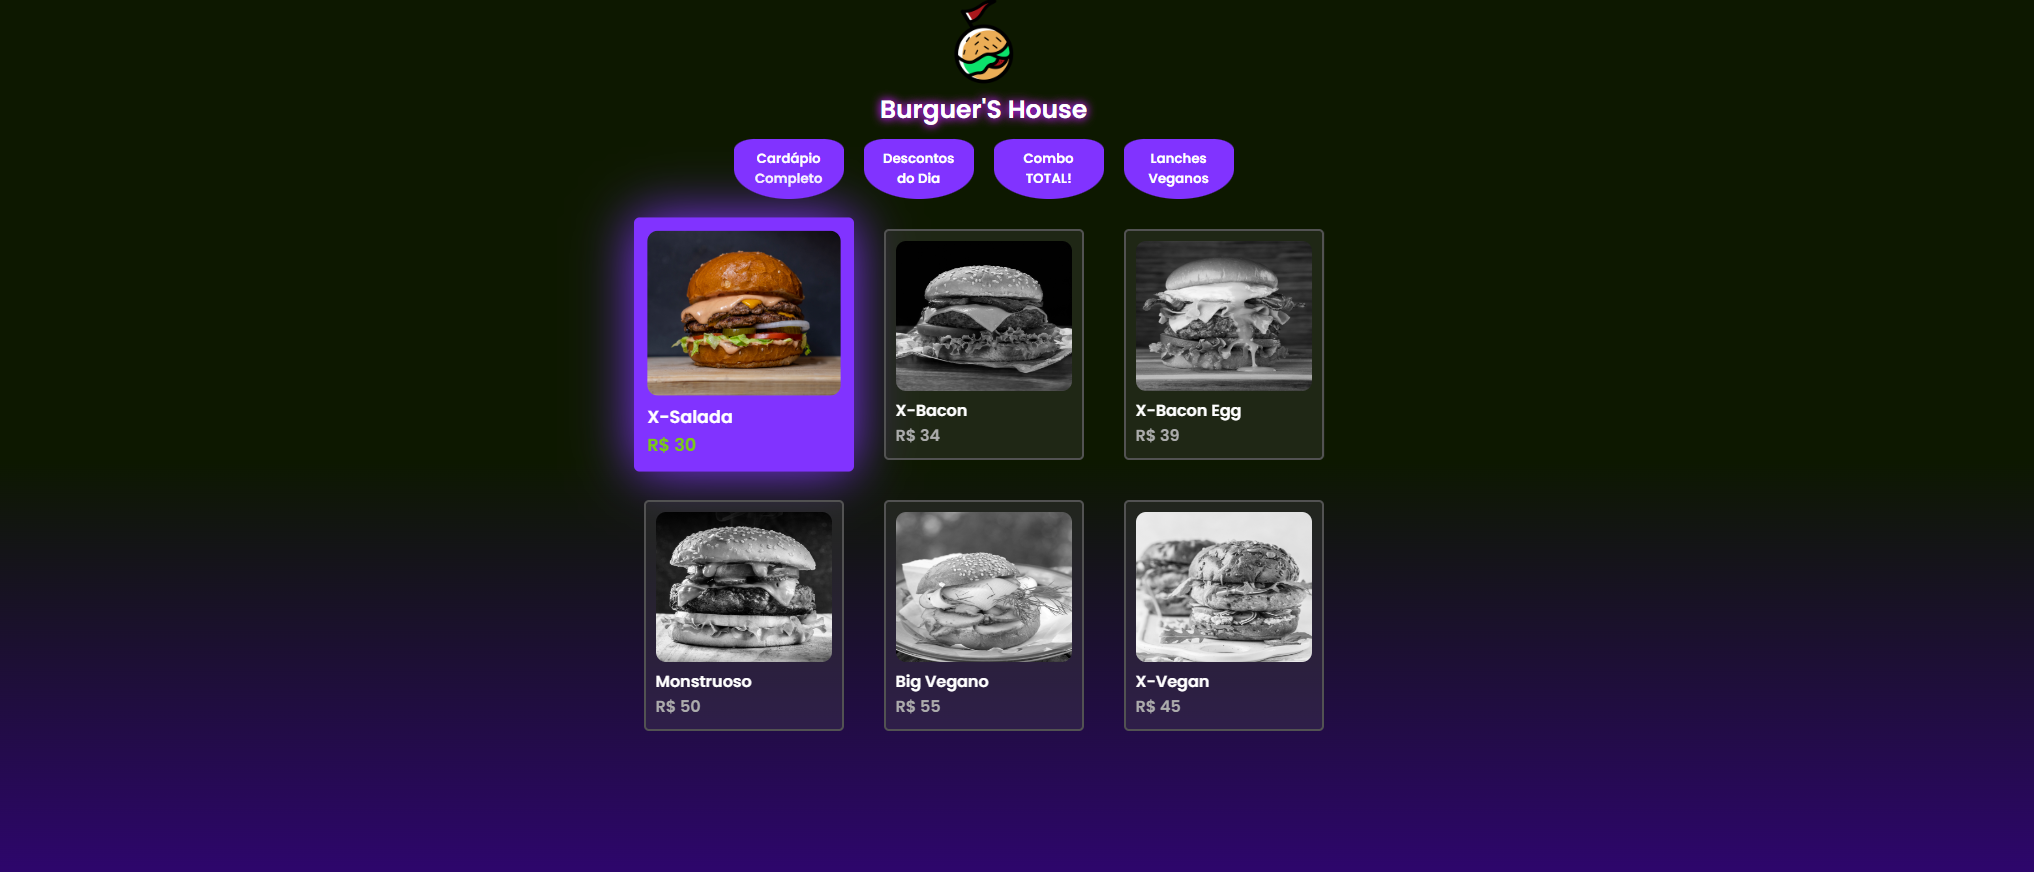 Burguer'S House
Cardápio
Completo
Descontos
do Dia
Combo
TOTAL!
Lanches
Veganos
X-Salada
R$ 30
X-Bacon
R$ 34
X-Bacon Egg
R$ 39
Monstruoso
R$ 50
Big Vegano
R$ 55
X-Vegan
R$ 45